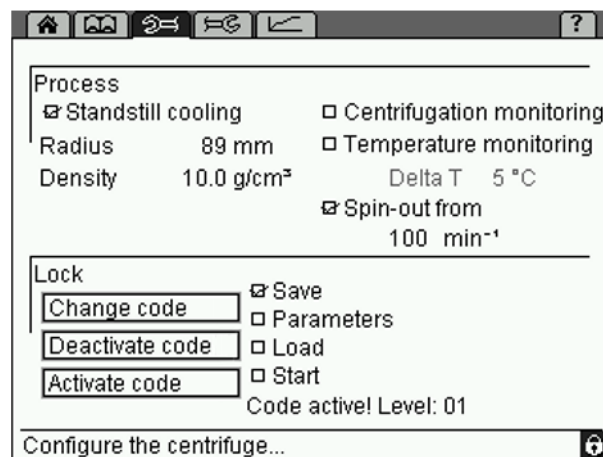 ?
Process
Standstill cooling
Centrifugation monitoring
Radius 89 mm
Temperature monitoring
Density 10.0 g/cm³
Delta T 5 °C
Spin-out from
100 min⁻¹
Lock
Change code
Save
Parameters
Deactivate code
Load
Activate code
Start
Code active! Level: 01
Configure the centrifuge...